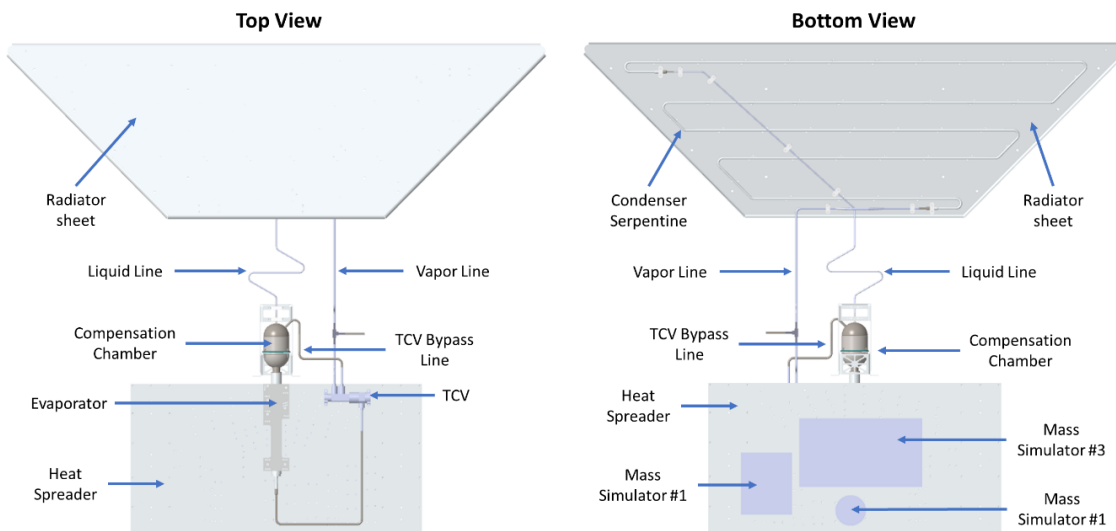 Top View
Radiator
sheet
Liquid Line
Vapor Line
Compensation
Chamber
TCV Bypass
Line
Evaporator
TCV
Heat
Spreader
Bottom View
Condenser
Serpentine
Radiator
sheet
Vapor Line
Liquid Line
TCV Bypass
Line
Compensation
Chamber
Heat
Spreader
Mass
Simulator #3
Mass
Simulator #1
Mass
Simulator #1